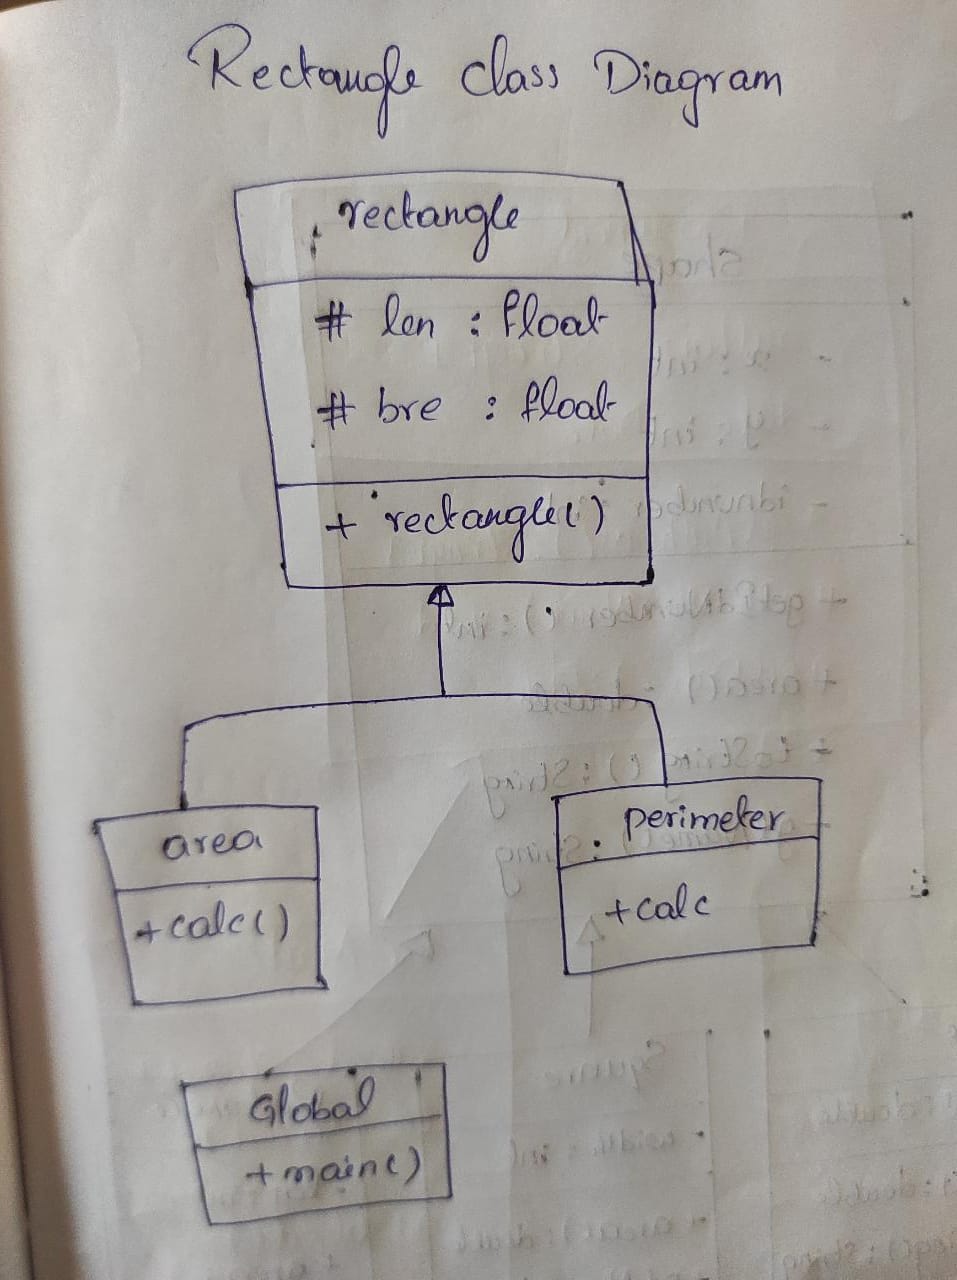 Rectangle class Diagram
rectangle
# len : float
# bre : float
+ rectangle()
area
+calc()
perimeter
+calc
Global
+main()